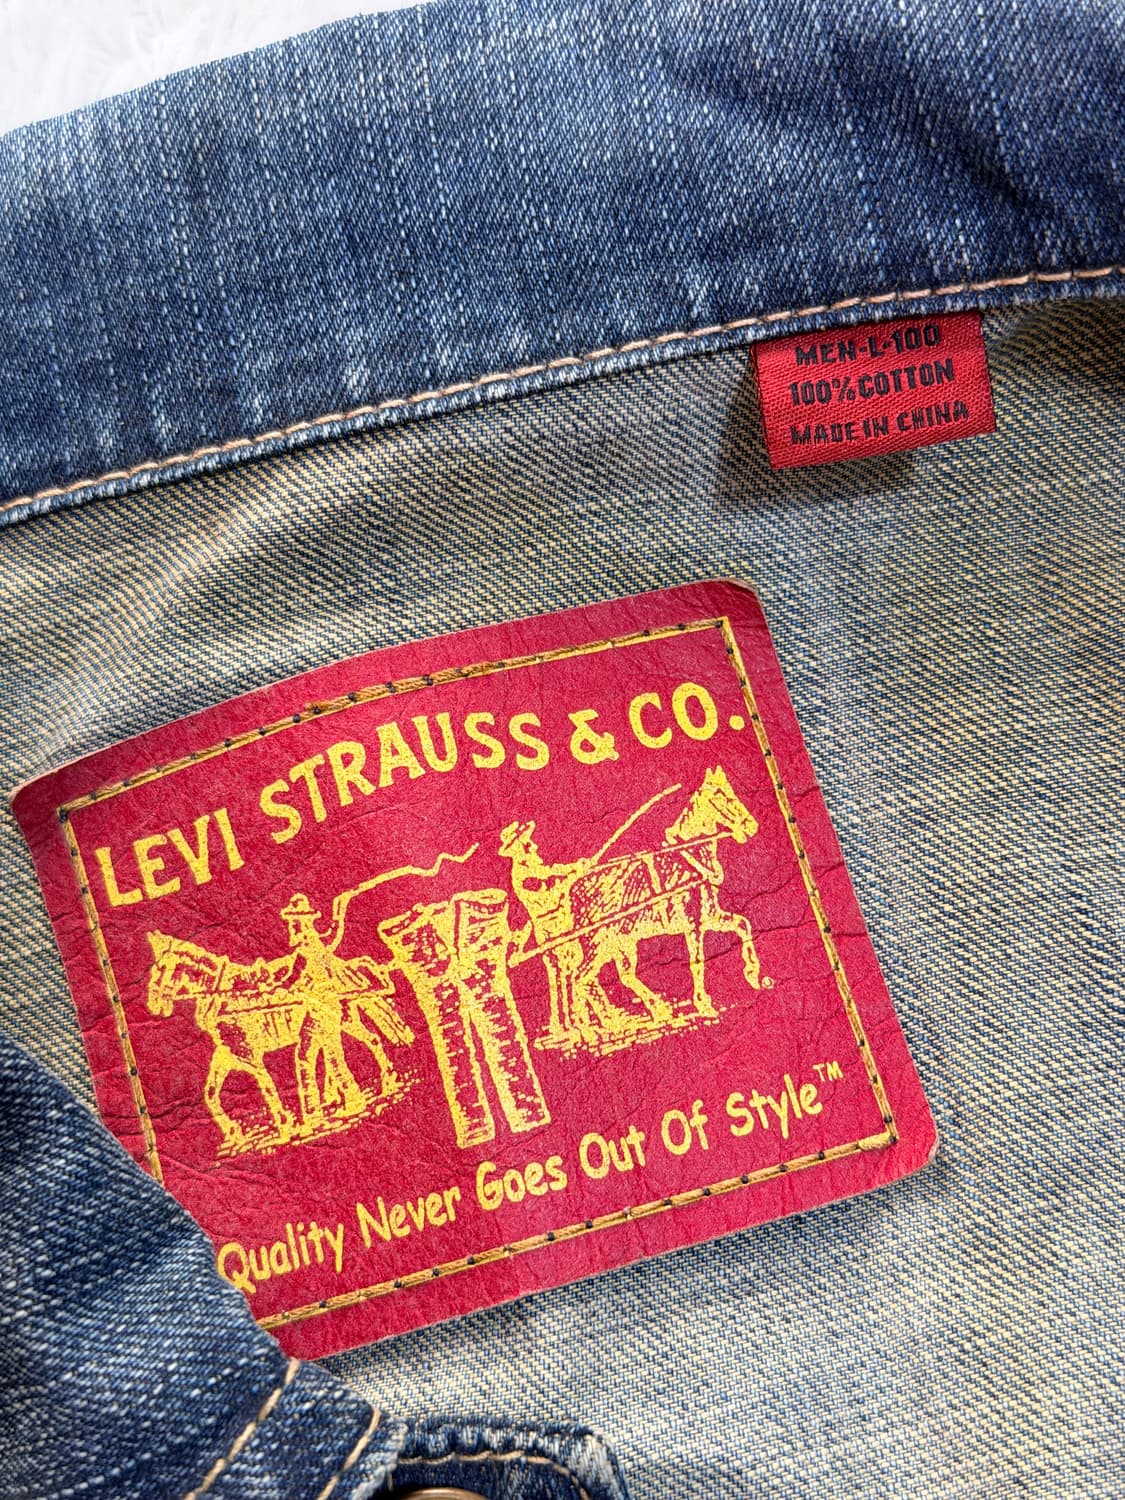 MEN-L-100
100%COTTON
MADE IN CHINA
LEVI STRAUSS & CO.
®
Quality Never Goes Out Of Style™